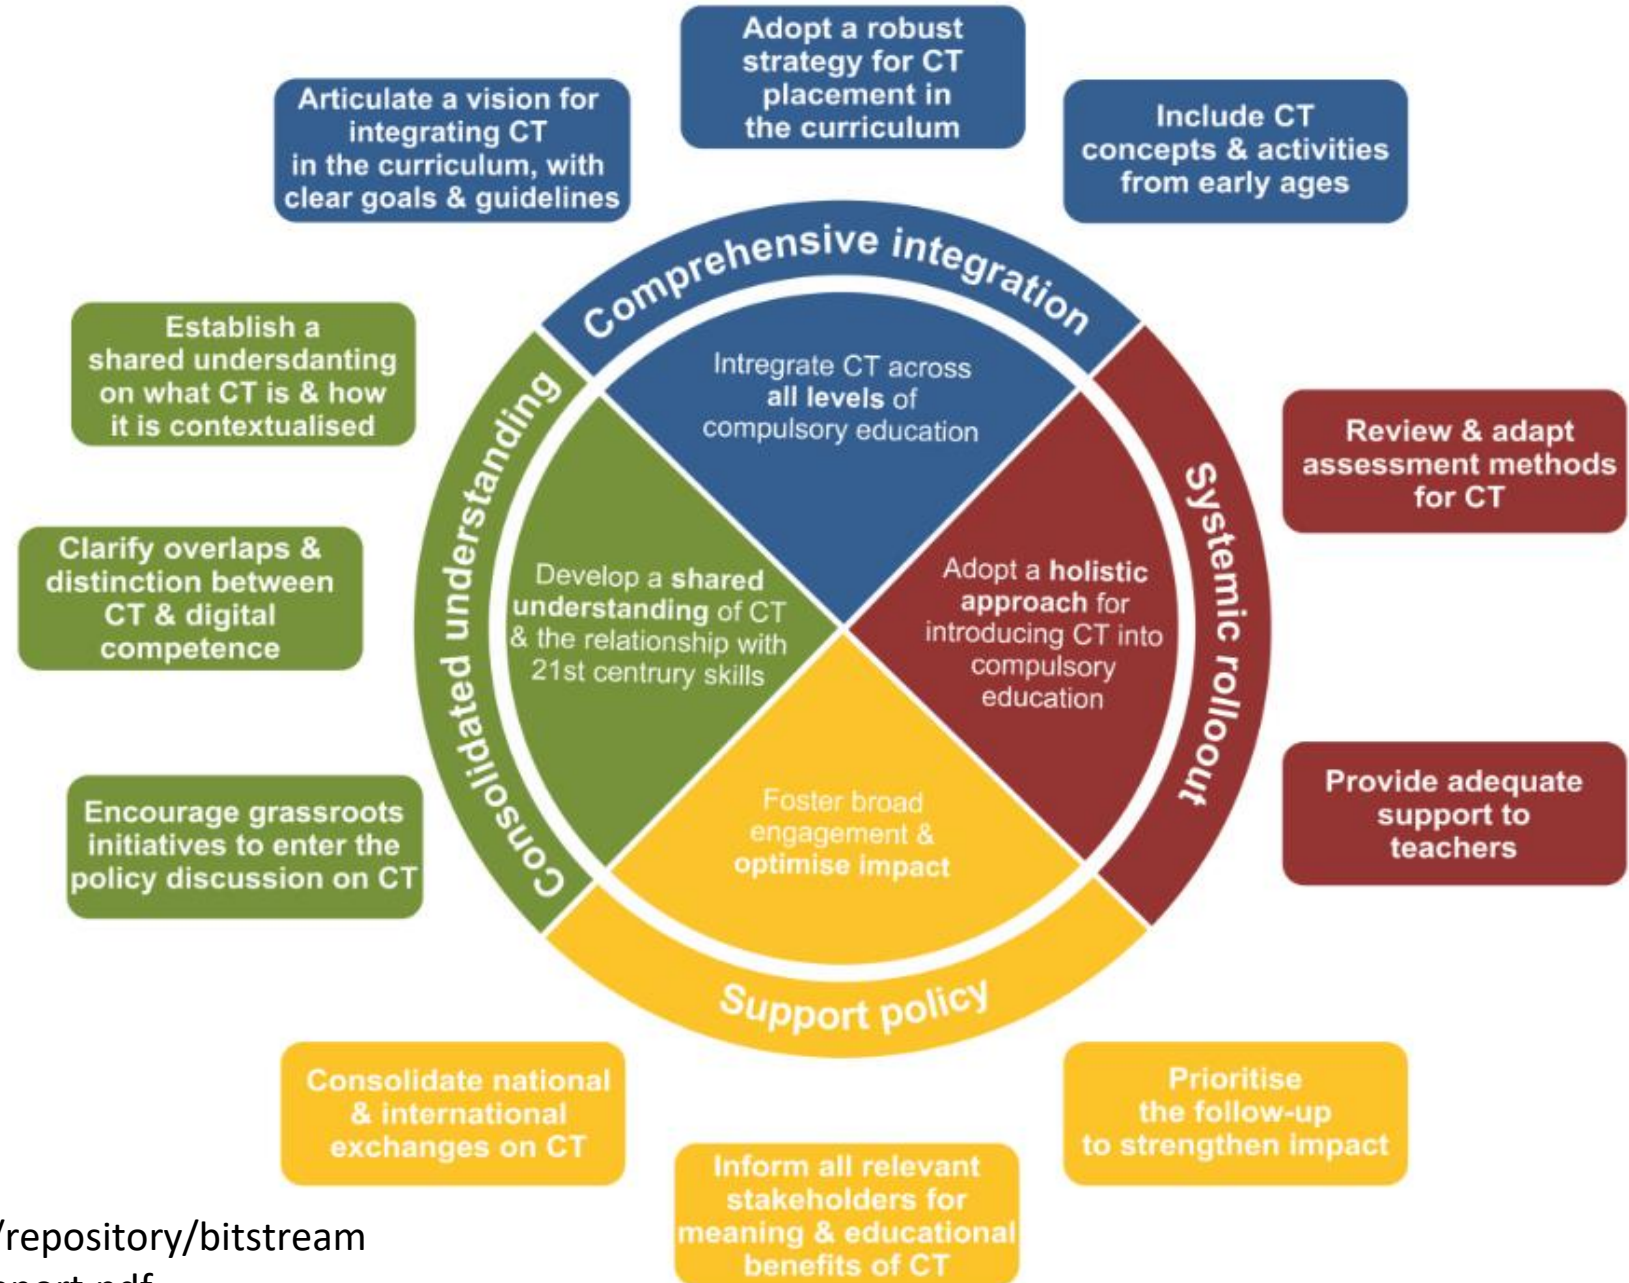 Adopt a robust
strategy for CT
placement in
the curriculum
Articulate a vision for
integrating CT
in the curriculum, with
clear goals & guidelines
Include CT
concepts & activities
from early ages
Comprehensive integration
Intregrate CT across
all levels of
compulsory education
Establish a
shared undersdanting
on what CT is & how
it is contextualised
Clarify overlaps &
distinction between
CT & digital
competence
Encourage grassroots
initiatives to enter the
policy discussion on CT
Consolidated understanding
Develop a shared
understanding of CT
& the relationship with
21st centrury skills
Systemic rolloout
Adopt a holistic
approach for
introducing CT into
compulsory
education
Review & adapt
assessment methods
for CT
Provide adequate
support to
teachers
Foster broad
engagement &
optimise impact
Support policy
Consolidate national
& international
exchanges on CT
Inform all relevant
stakeholders for
meaning & educational
benefits of CT
Prioritise
the follow-up
to strengthen impact
/repository/bitstream